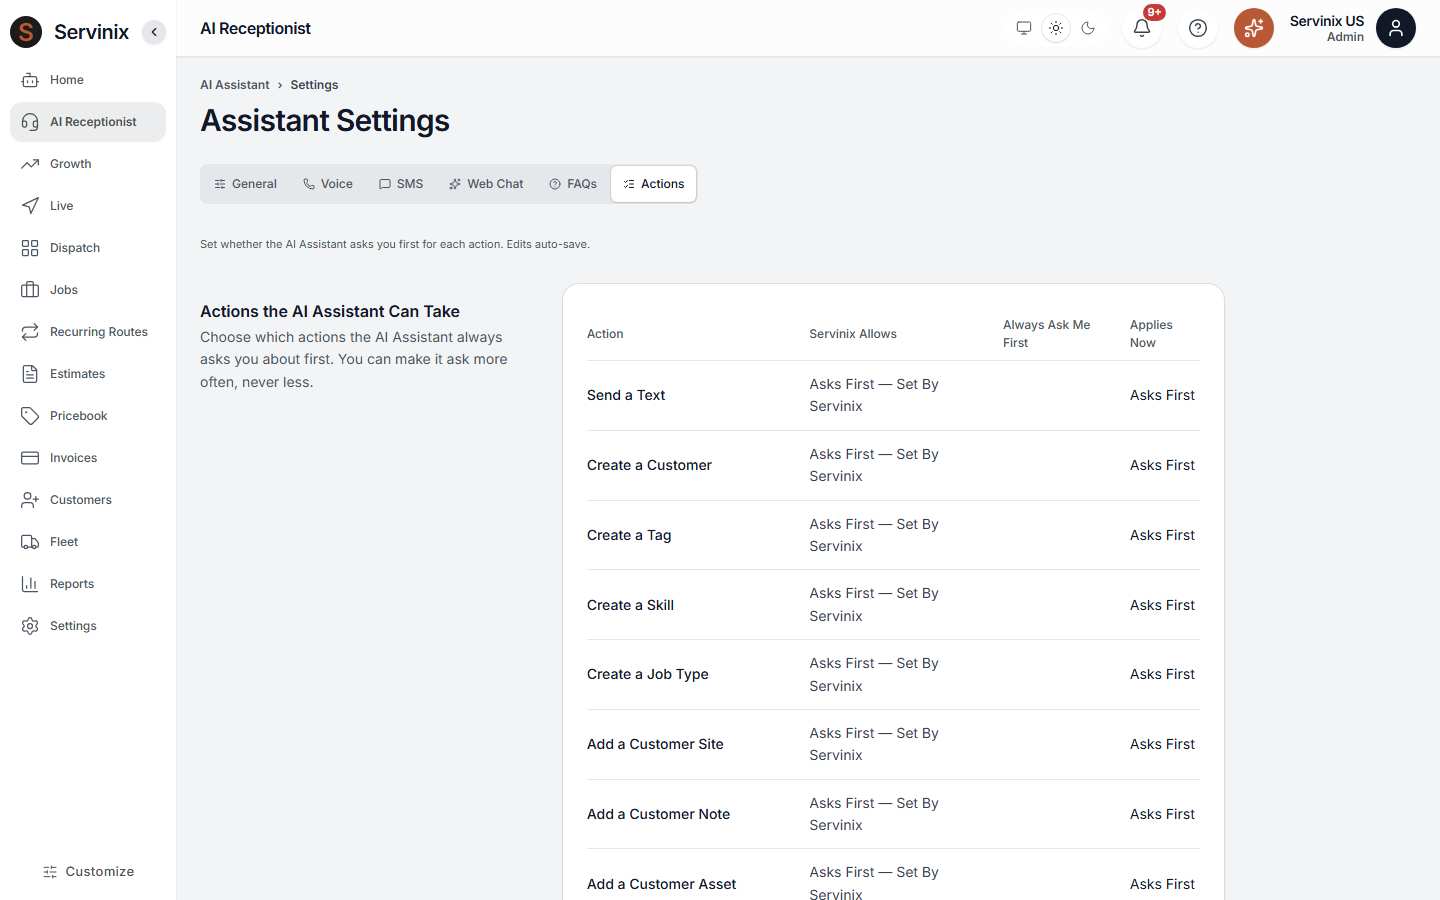 S Servinix
Home
AI Receptionist
Growth
Live
Dispatch
Jobs
Recurring Routes
Estimates
Pricebook
Invoices
Customers
Fleet
Reports
Settings
Customize
AI Receptionist
9+
Servinix US
Admin
AI Assistant › Settings
Assistant Settings
General
Voice
SMS
Web Chat
FAQs
Actions
Set whether the AI Assistant asks you first for each action. Edits auto-save.
Actions the AI Assistant Can Take
Choose which actions the AI Assistant always
asks you about first. You can make it ask more
often, never less.
Action
Servinix Allows
Always Ask Me
First
Applies
Now
Send a Text
Asks First — Set By
Servinix
Asks First
Create a Customer
Asks First — Set By
Servinix
Asks First
Create a Tag
Asks First — Set By
Servinix
Asks First
Create a Skill
Asks First — Set By
Servinix
Asks First
Create a Job Type
Asks First — Set By
Servinix
Asks First
Add a Customer Site
Asks First — Set By
Servinix
Asks First
Add a Customer Note
Asks First — Set By
Servinix
Asks First
Add a Customer Asset
Asks First — Set By
Servinix
Asks First